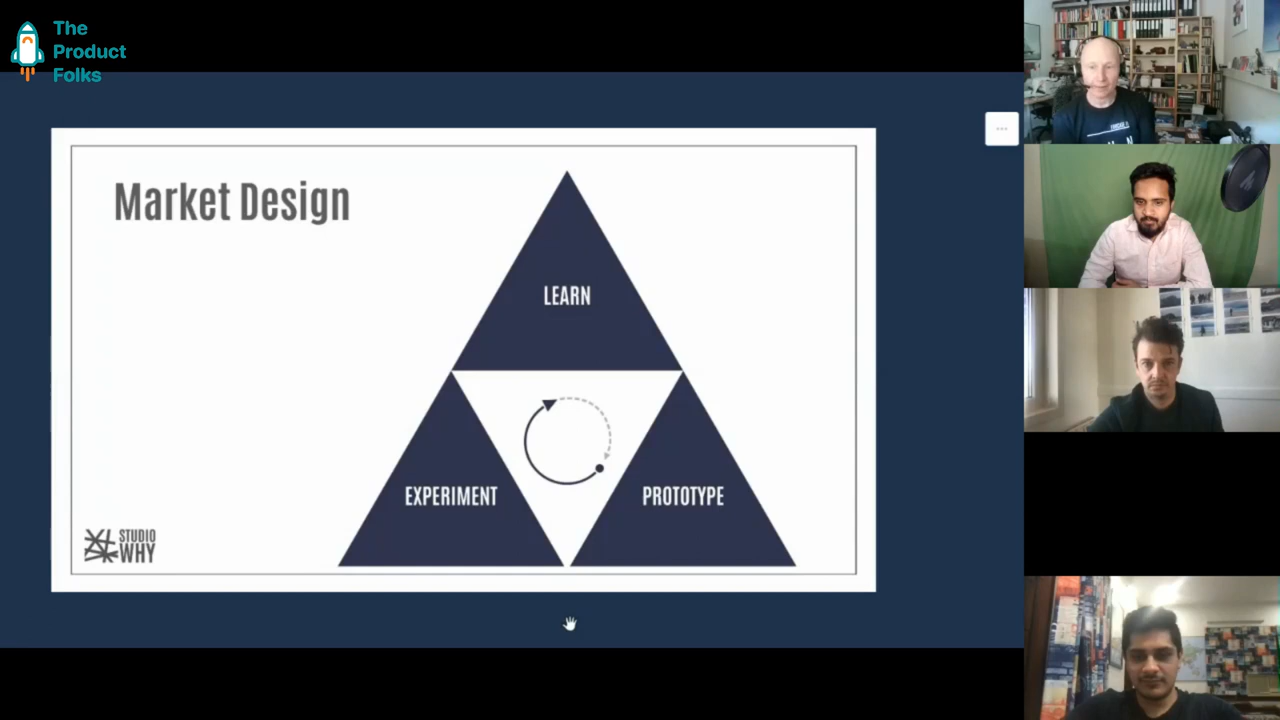 The
Product
Folks
Market Design
LEARN
EXPERIMENT
PROTOTYPE
STUDIO
WHY